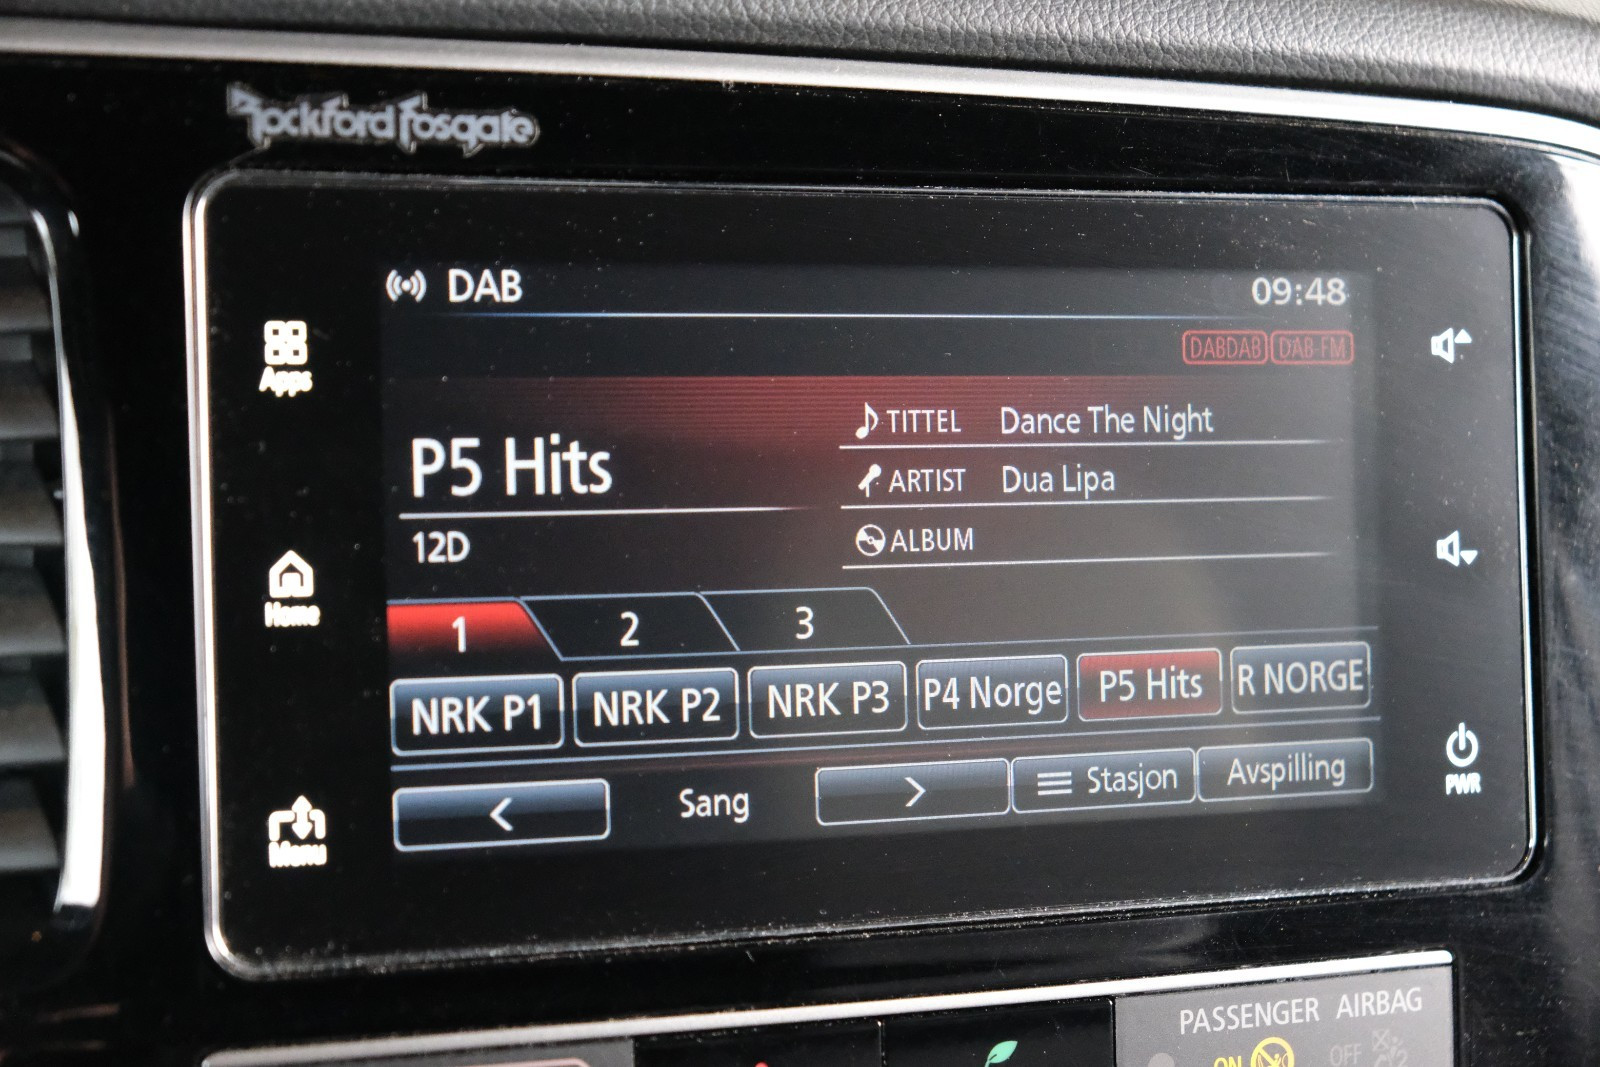 Rockford Fosgate
DAB
09:48
Apps
DABDAB DAB-FM
P5 Hits
TITTEL Dance The Night
ARTIST Dua Lipa
12D
ALBUM
Home
1 2 3
NRK P1 NRK P2 NRK P3 P4 Norge P5 Hits R NORGE
< Sang > Stasjon Avspilling
PWR
Menu
PASSENGER AIRBAG
ON OFF